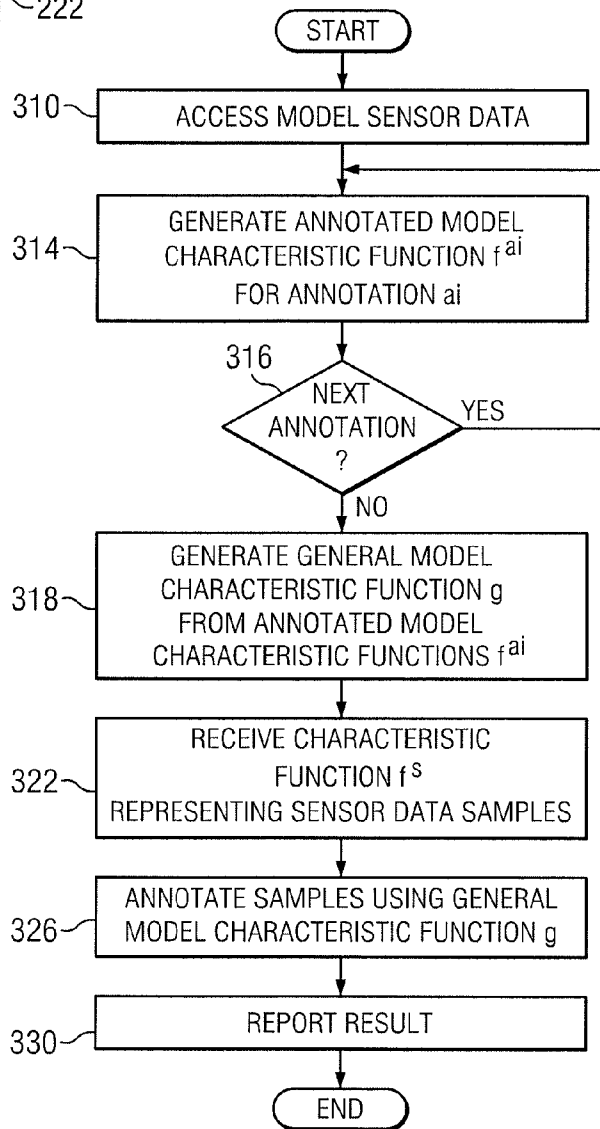 222
START
310
ACCESS MODEL SENSOR DATA
314
GENERATE ANNOTATED MODEL
CHARACTERISTIC FUNCTION f^ai
FOR ANNOTATION ai
316
NEXT
ANNOTATION
?
YES
NO
318
GENERATE GENERAL MODEL
CHARACTERISTIC FUNCTION g
FROM ANNOTATED MODEL
CHARACTERISTIC FUNCTIONS f^ai
322
RECEIVE CHARACTERISTIC
FUNCTION f^s
REPRESENTING SENSOR DATA SAMPLES
326
ANNOTATE SAMPLES USING GENERAL
MODEL CHARACTERISTIC FUNCTION g
330
REPORT RESULT
END